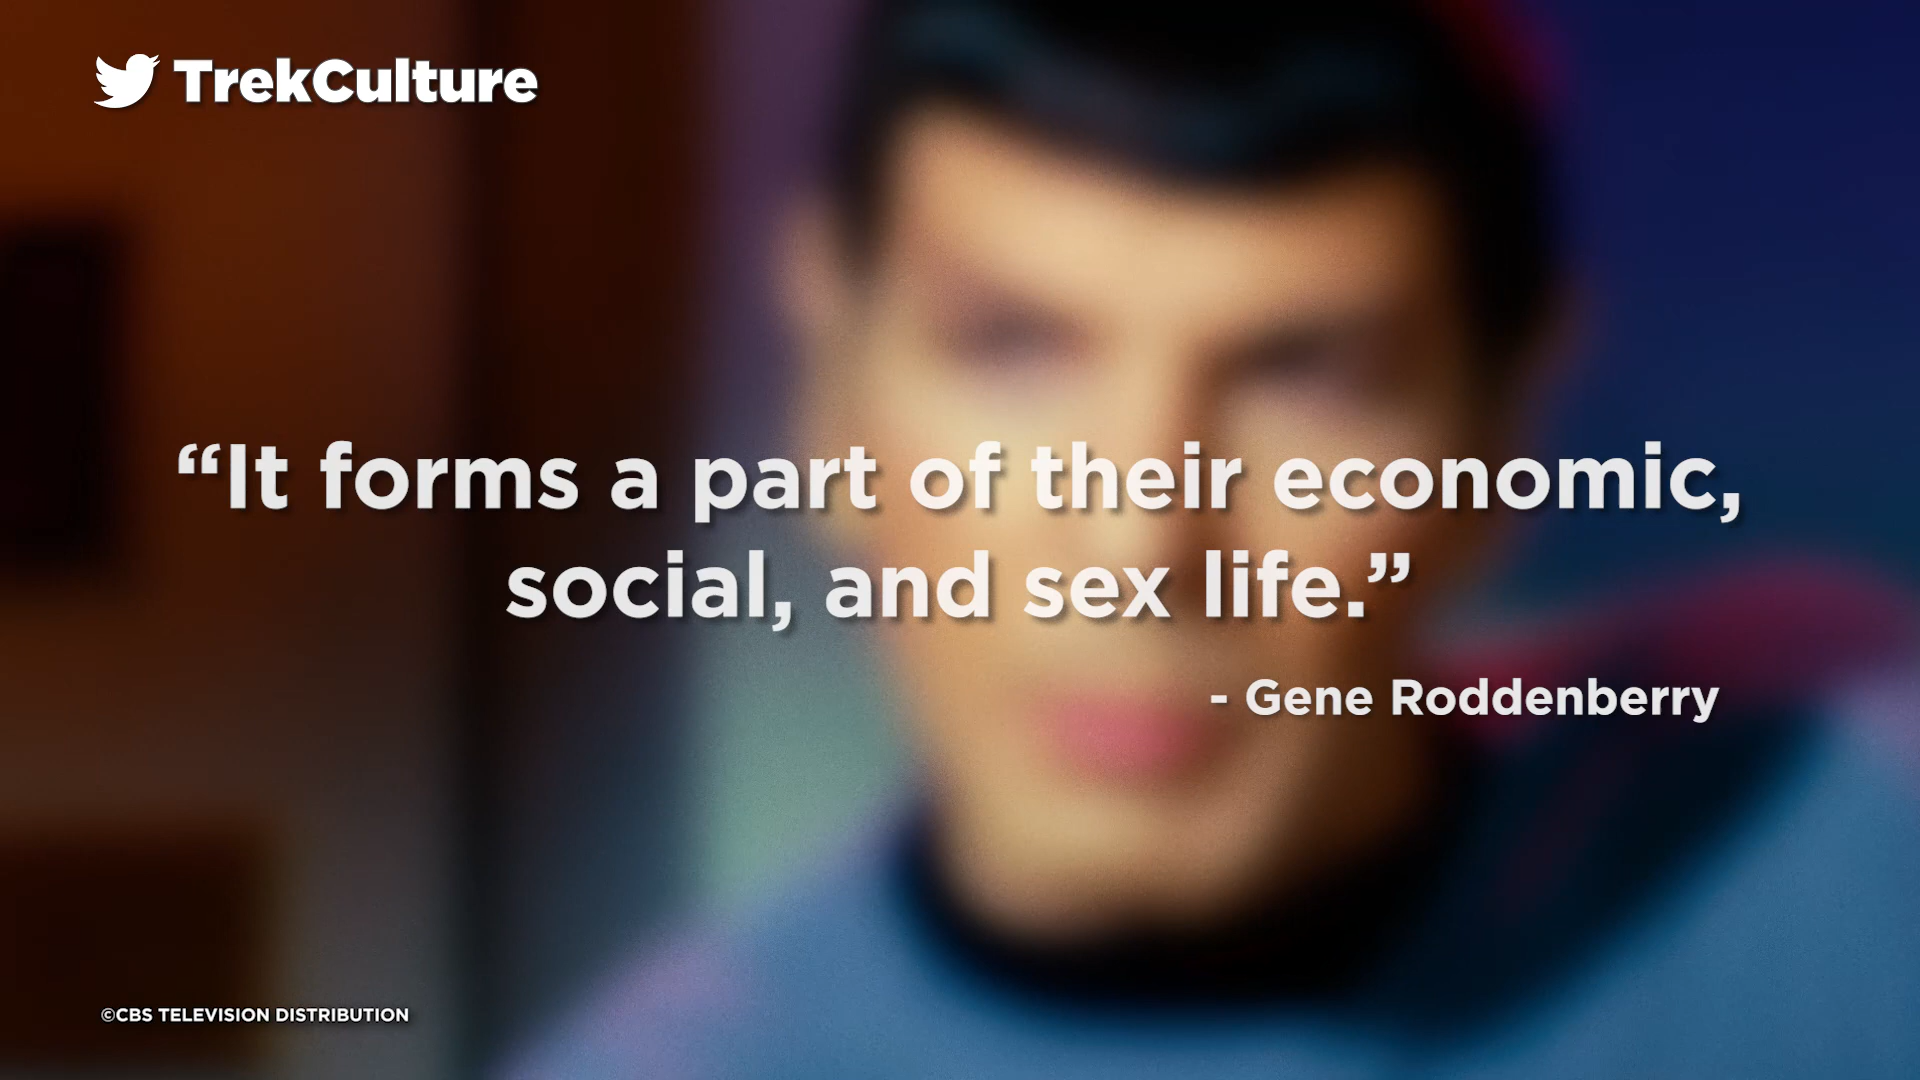 TrekCulture
“It forms a part of their economic,
social, and sex life.”
- Gene Roddenberry
©CBS TELEVISION DISTRIBUTION